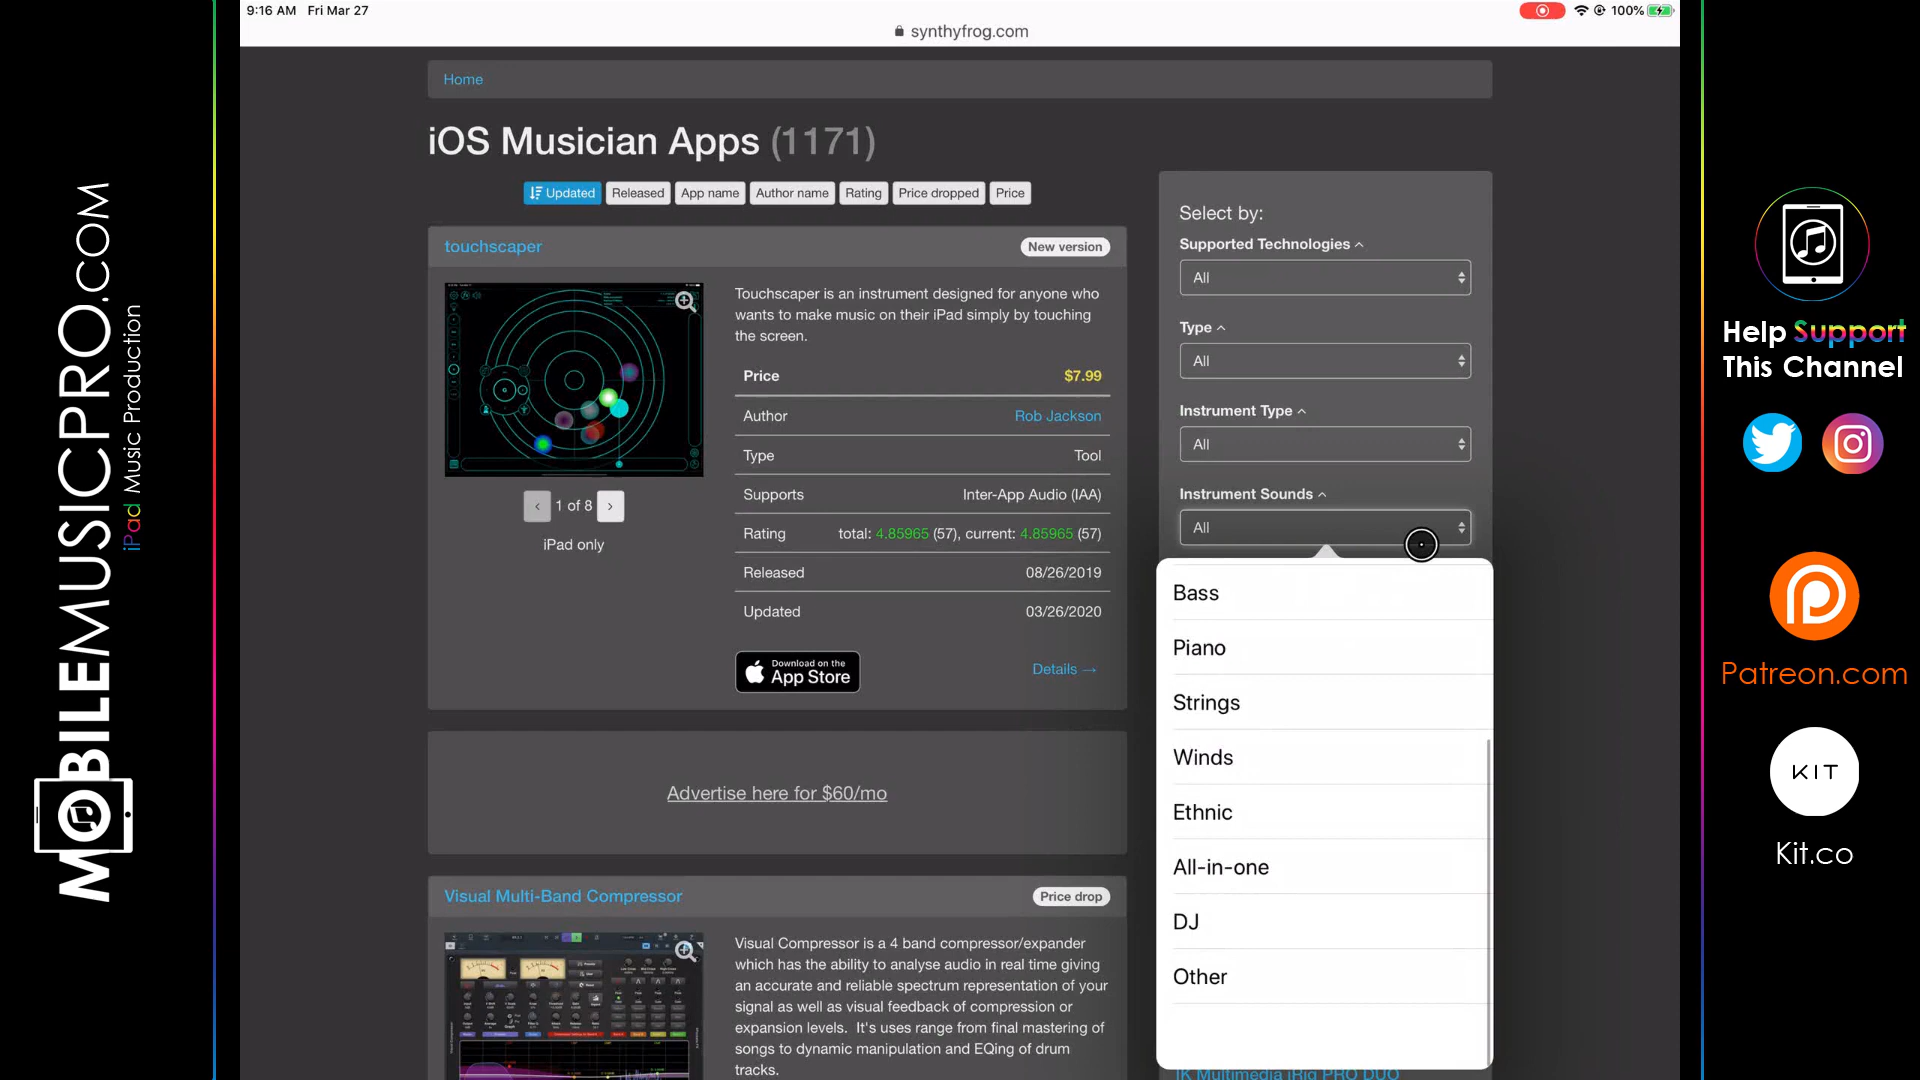 9:16 AM Fri Mar 27
100%
synthyfrog.com
Home
iOS Musician Apps (1171)
Updated
Released
App name
Author name
Rating
Price dropped
Price
touchscaper
New version
Touchscaper is an instrument designed for anyone who
wants to make music on their iPad simply by touching
the screen.
Price $7.99
Author Rob Jackson
Type Tool
Supports Inter-App Audio (IAA)
Rating total: 4.85965 (57), current: 4.85965 (57)
Released 08/26/2019
Updated 03/26/2020
‹ 1 of 8 ›
iPad only
Download on the
App Store
Details →
Advertise here for $60/mo
Visual Multi-Band Compressor
Price drop
Visual Compressor is a 4 band compressor/expander
which has the ability to analyse audio in real time giving
an accurate and reliable spectrum representation of your
signal as well as visual feedback of compression or
expansion levels. It's uses range from final mastering of
songs to dynamic manipulation and EQing of drum
tracks.
Select by:
Supported Technologies
All
Type
All
Instrument Type
All
Instrument Sounds
All
Bass
Piano
Strings
Winds
Ethnic
All-in-one
DJ
Other
IK Multimedia iRig PRO DUO
MOBILEMUSICPRO.COM
iPad Music Production
Help Support
This Channel
Patreon.com
KIT
Kit.co